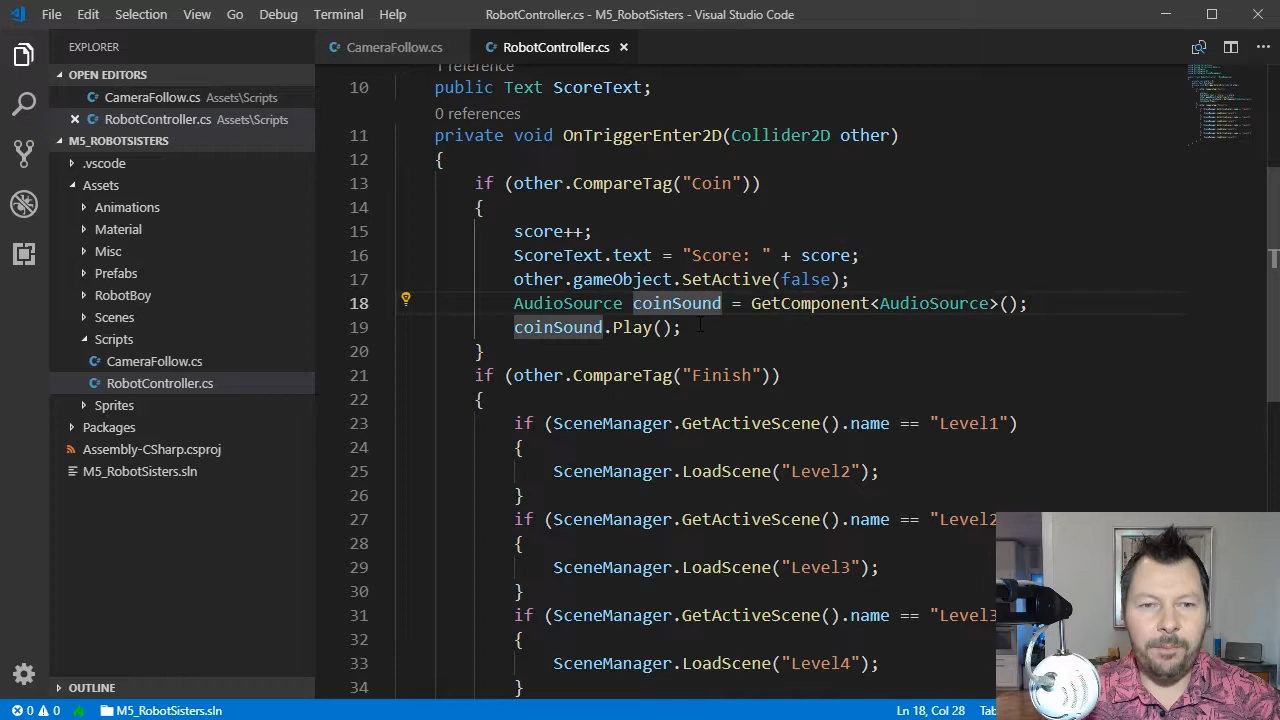 File Edit Selection View Go Debug Terminal Help
RobotController.cs - M5_RobotSisters - Visual Studio Code
EXPLORER
OPEN EDITORS
CameraFollow.cs Assets\Scripts
RobotController.cs Assets\Scripts
M5_ROBOTSISTERS
.vscode
Assets
Animations
Material
Misc
Prefabs
RobotBoy
Scenes
Scripts
CameraFollow.cs
RobotController.cs
Sprites
Packages
Assembly-CSharp.csproj
M5_RobotSisters.sln
OUTLINE
CameraFollow.cs RobotController.cs
1 reference
10 public Text ScoreText;
0 references
11 private void OnTriggerEnter2D(Collider2D other)
12 {
13 if (other.CompareTag("Coin"))
14 {
15 score++;
16 ScoreText.text = "Score: " + score;
17 other.gameObject.SetActive(false);
18 AudioSource coinSound = GetComponent<AudioSource>();
19 coinSound.Play();
20 }
21 if (other.CompareTag("Finish"))
22 {
23 if (SceneManager.GetActiveScene().name == "Level1")
24 {
25 SceneManager.LoadScene("Level2");
26 }
27 if (SceneManager.GetActiveScene().name == "Level2
28 {
29 SceneManager.LoadScene("Level3");
30 }
31 if (SceneManager.GetActiveScene().name == "Level3
32 {
33 SceneManager.LoadScene("Level4");
34 }
0 0 M5_RobotSisters.sln Ln 18, Col 28